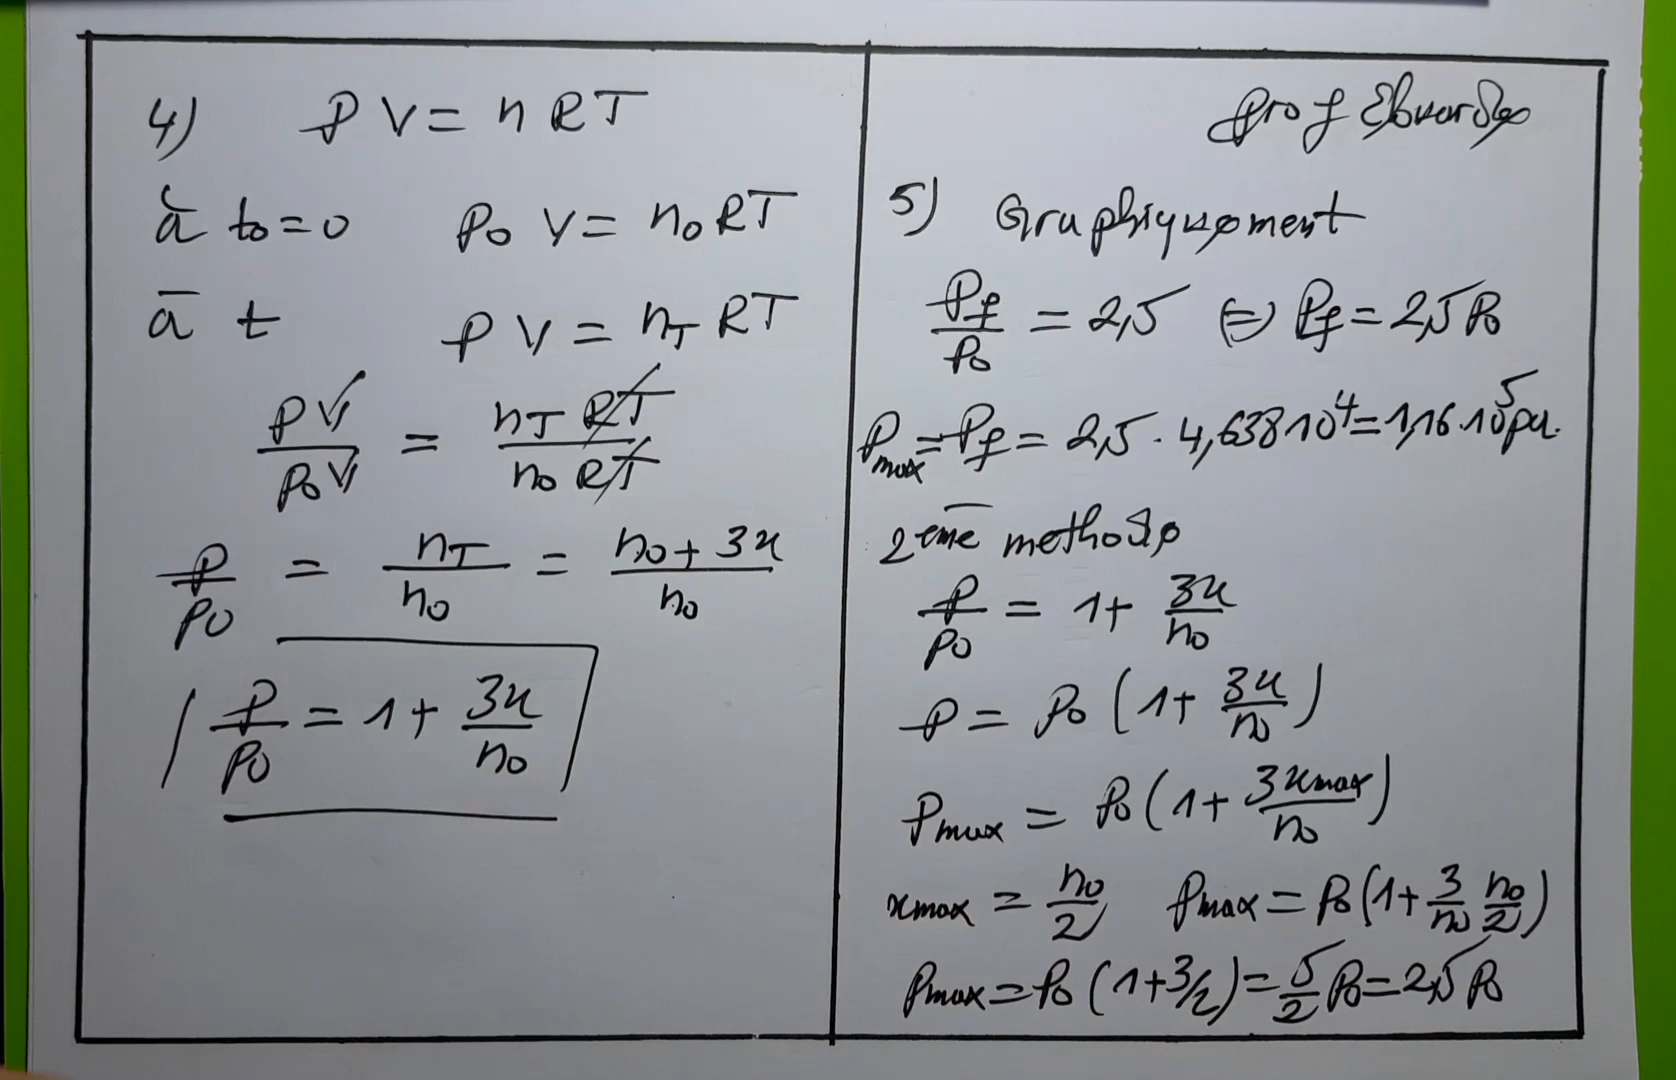 4) PV = nRT
à t0 = 0 P0 V = n0 RT
à t PV = nT RT
PV / P0V = nT RT / n0 RT
P/P0 = nT/n0 = (n0 + 3x)/n0
P/P0 = 1 + 3x/n0
Prof
5) Graphiquement
Pf/P0 = 2,5 (=) Pf = 2,5 P0
Pmax = Pf = 2,5 . 4,638 10^4 = 1,16 . 10^5 pa.
2ème methode
P/P0 = 1 + 3x/n0
P = P0 (1 + 3x/n0)
Pmax = P0 (1 + 3xmax/n0)
xmax = n0/2 Pmax = P0 (1 + 3/n0 n0/2)
Pmax = P0 (1 + 3/2) = 5/2 P0 = 2,5 P0